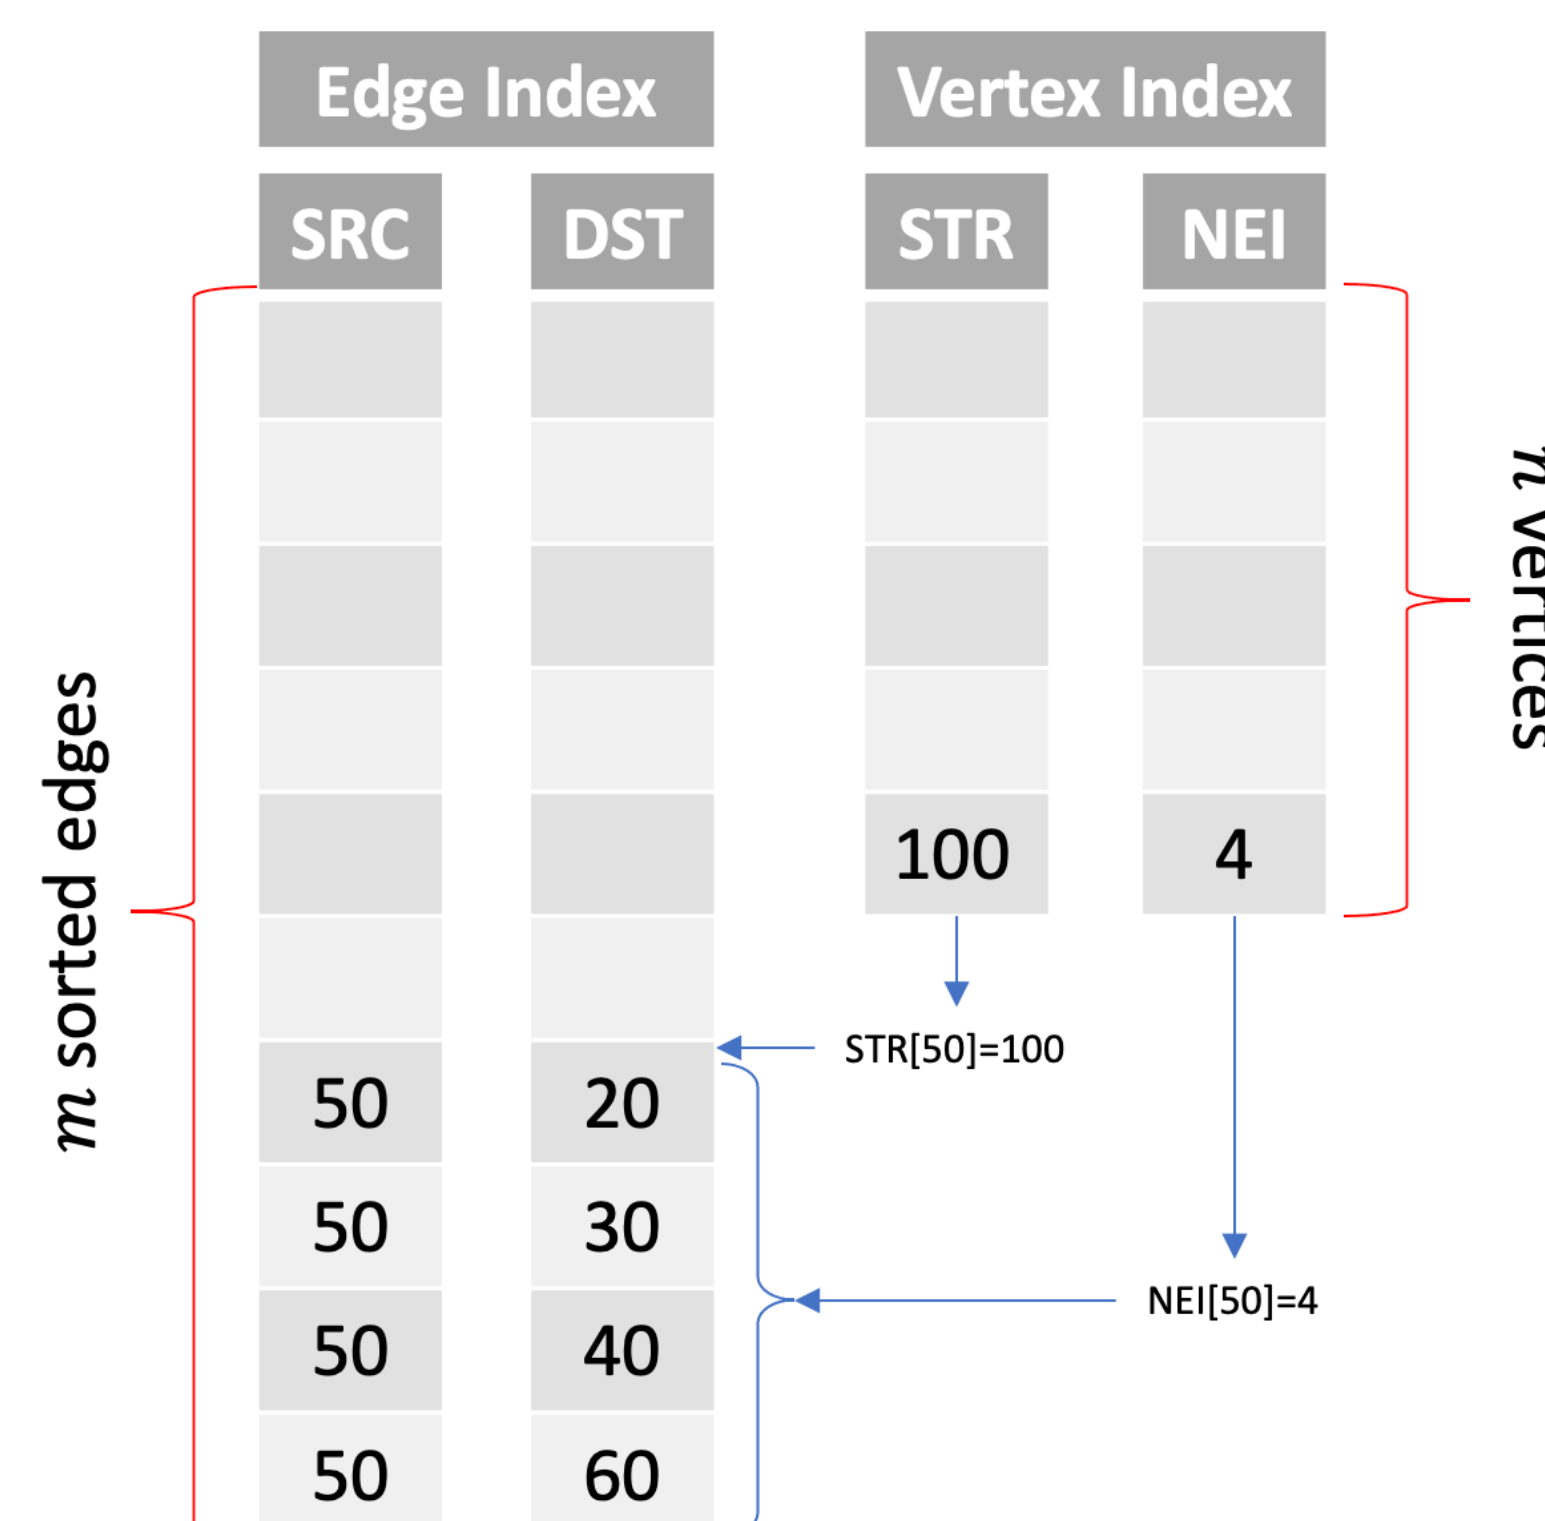 Edge Index Vertex Index
SRC DST STR NEI
m sorted edges
n vertices
100 4
STR[50]=100
50 20
50 30
NEI[50]=4
50 40
50 60